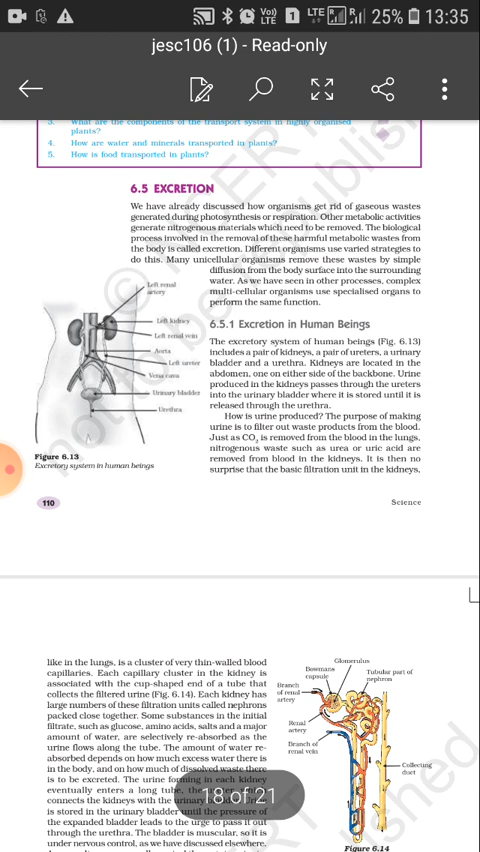 Vo))
LTE
1
LTE
R
R
25%
13:35
jesc106 (1) - Read-only
3. What are the components of the transport system in highly organised
plants?
4. How are water and minerals transported in plants?
5. How is food transported in plants?
6.5 EXCRETION
We have already discussed how organisms get rid of gaseous wastes
generated during photosynthesis or respiration. Other metabolic activities
generate nitrogenous materials which need to be removed. The biological
process involved in the removal of these harmful metabolic wastes from
the body is called excretion. Different organisms use varied strategies to
do this. Many unicellular organisms remove these wastes by simple
diffusion from the body surface into the surrounding
water. As we have seen in other processes, complex
multi-cellular organisms use specialised organs to
perform the same function.
Left renal
artery
Left kidney
Left renal vein
Aorta
Left ureter
Vena cava
Urinary bladder
Urethra
Figure 6.13
Excretory system in human beings
6.5.1 Excretion in Human Beings
The excretory system of human beings (Fig. 6.13)
includes a pair of kidneys, a pair of ureters, a urinary
bladder and a urethra. Kidneys are located in the
abdomen, one on either side of the backbone. Urine
produced in the kidneys passes through the ureters
into the urinary bladder where it is stored until it is
released through the urethra.
How is urine produced? The purpose of making
urine is to filter out waste products from the blood.
Just as CO₂ is removed from the blood in the lungs,
nitrogenous waste such as urea or uric acid are
removed from blood in the kidneys. It is then no
surprise that the basic filtration unit in the kidneys,
110
Science
like in the lungs, is a cluster of very thin-walled blood
capillaries. Each capillary cluster in the kidney is
associated with the cup-shaped end of a tube that
collects the filtered urine (Fig. 6.14). Each kidney has
large numbers of these filtration units called nephrons
packed close together. Some substances in the initial
filtrate, such as glucose, amino acids, salts and a major
amount of water, are selectively re-absorbed as the
urine flows along the tube. The amount of water re-
absorbed depends on how much excess water there is
in the body, and on how much of dissolved waste there
is to be excreted. The urine forming in each kidney
eventually enters a long tube, the
connects the kidneys with the urinary
is stored in the urinary bladder until the pressure of
the expanded bladder leads to the urge to pass it out
through the urethra. The bladder is muscular, so it is
under nervous control, as we have discussed elsewhere.
18 of 21
Glomerulus
Bowmans
capsule
Tubular part of
nephron
Branch
of renal
artery
Renal
artery
Branch of
renal vein
Collecting
duct
Figure 6.14
© NCERT
not to be republished